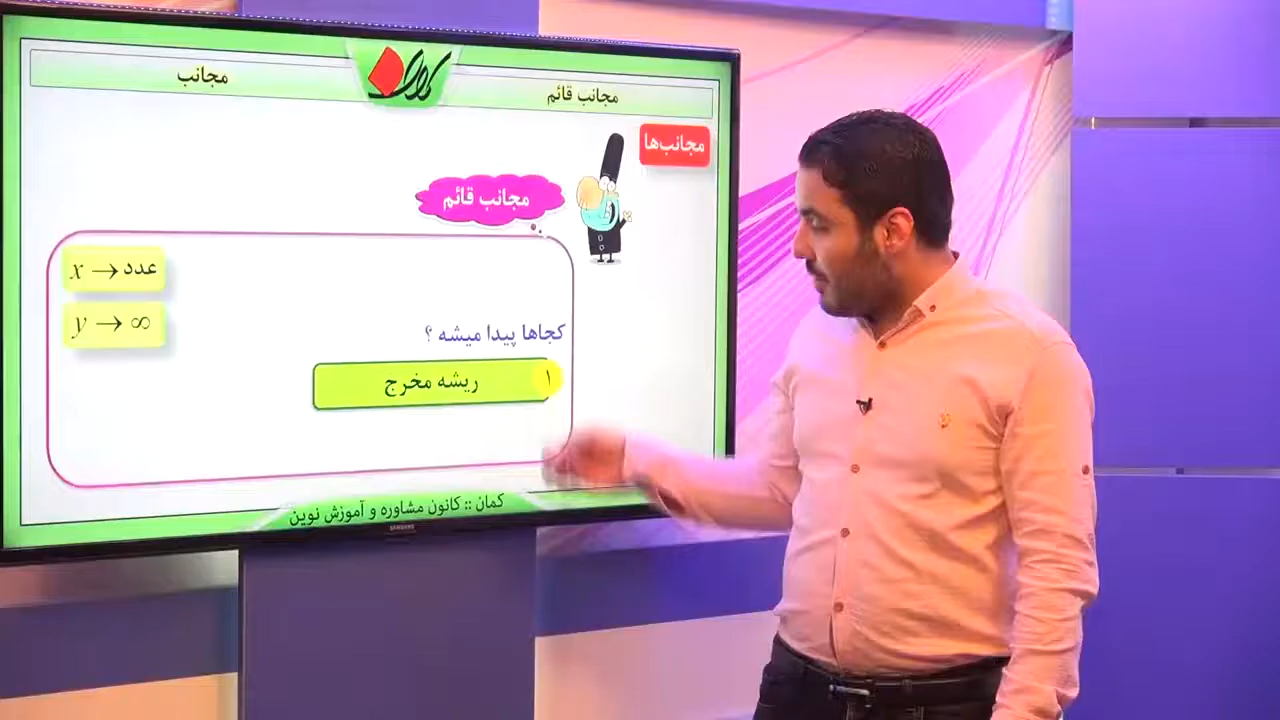 مجانب قائم
مجانب
مجانب‌ها
مجانب قائم
x → عدد
y → ∞
کجاها پیدا میشه ؟
۱ ریشه مخرج
کمان :: کانون مشاوره و آموزش نوین
SAMSUNG